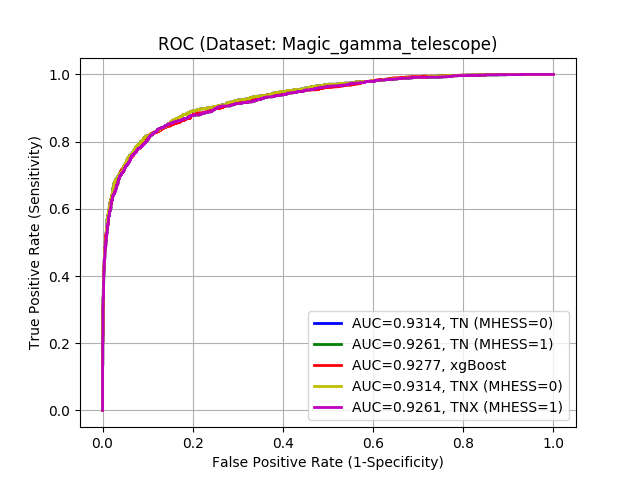 ROC (Dataset: Magic_gamma_telescope)
True Positive Rate (Sensitivity)
1.0
0.8
0.6
0.4
0.2
0.0
AUC=0.9314, TN (MHESS=0)
AUC=0.9261, TN (MHESS=1)
AUC=0.9277, xgBoost
AUC=0.9314, TNX (MHESS=0)
AUC=0.9261, TNX (MHESS=1)
0.0 0.2 0.4 0.6 0.8 1.0
False Positive Rate (1-Specificity)